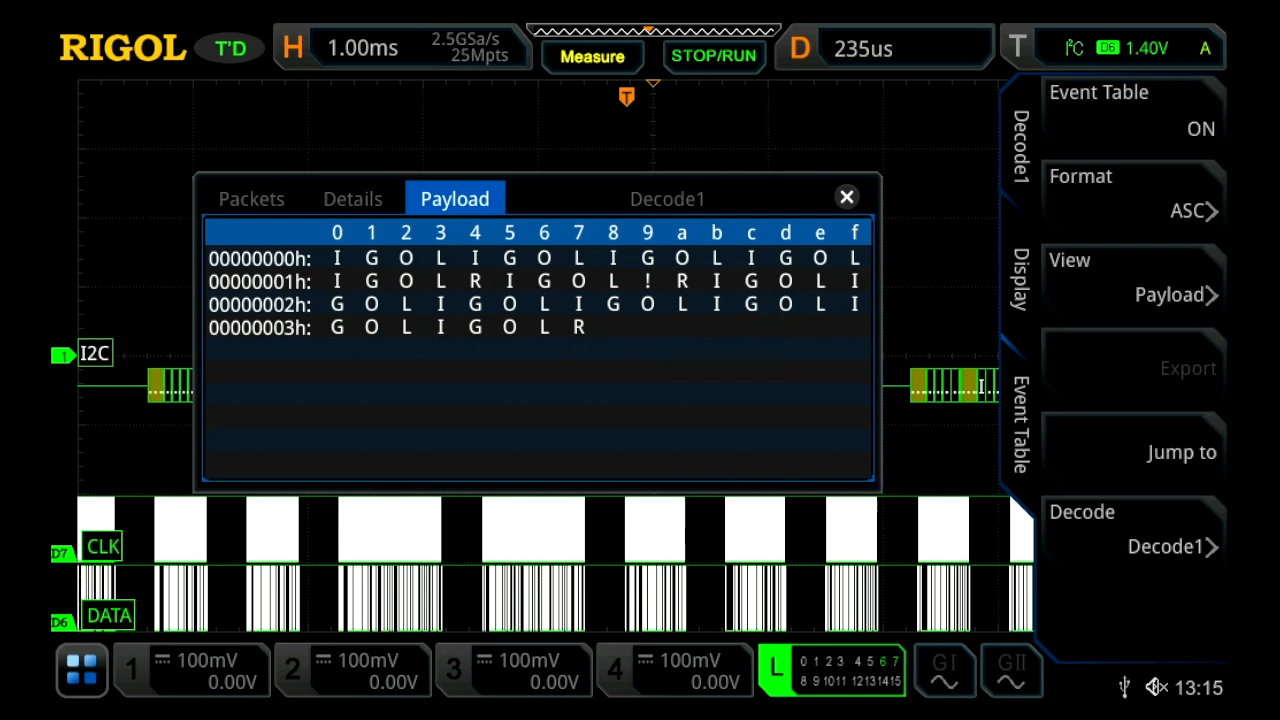 RIGOL T'D H 1.00ms 2.5GSa/s 25Mpts Measure STOP/RUN D 235us T I²C D6 1.40V A
T
Event Table
ON
Format
ASC
View
Payload
Export
Jump to
Decode
Decode1
Decode1
Display
Event Table
Packets Details Payload Decode1
0 1 2 3 4 5 6 7 8 9 a b c d e f
00000000h: I G O L I G O L I G O L I G O L
00000001h: I G O L R I G O L ! R I G O L I
00000002h: G O L I G O L I G O L I G O L I
00000003h: G O L I G O L R
1 I2C
I
D7 CLK
D6 DATA
1 100mV 0.00V
2 100mV 0.00V
3 100mV 0.00V
4 100mV 0.00V
L 0 1 2 3 4 5 6 7
8 9 10 11 12 13 14 15
GI GII
13:15